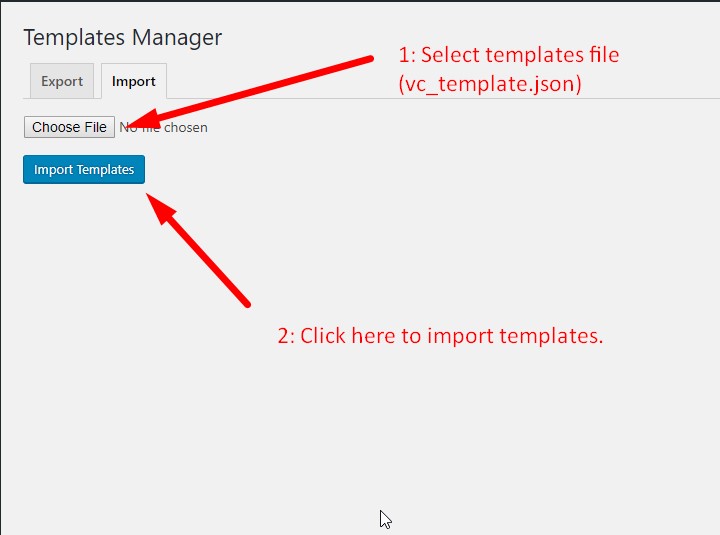 Templates Manager
1: Select templates file
(vc_template.json)
Export Import
Choose File No file chosen
Import Templates
2: Click here to import templates.